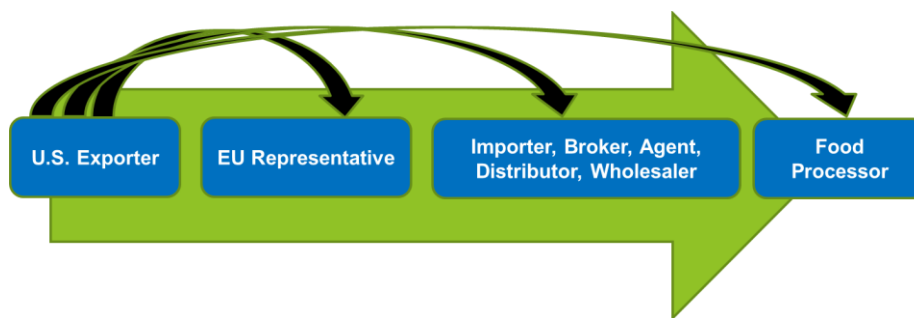 U.S. Exporter
EU Representative
Importer, Broker, Agent,
Distributor, Wholesaler
Food
Processor